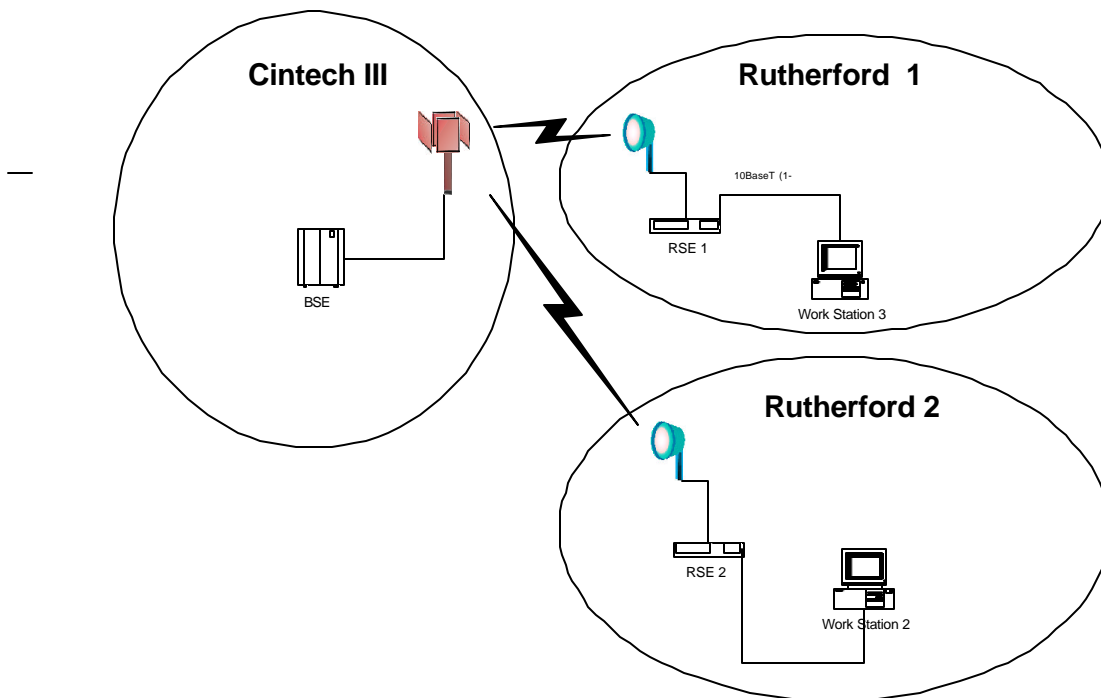 Cintech III
Rutherford 1
10BaseT (1-
RSE 1
BSE
Work Station 3
Rutherford 2
RSE 2
Work Station 2